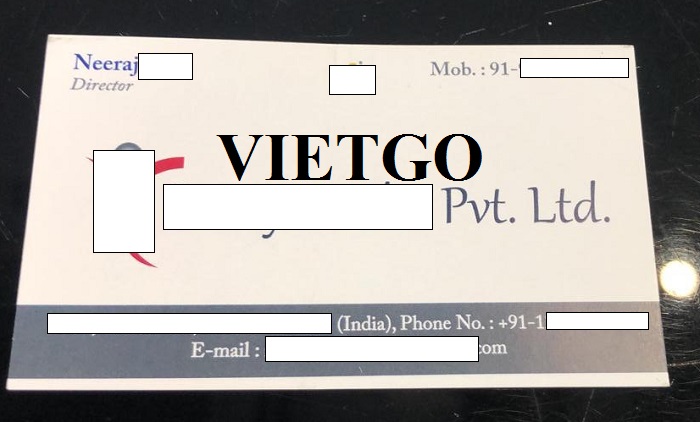 Neeraj
Director
Mob. : 91-
VIETGO
Pvt. Ltd.
(India), Phone No. : +91-1
E-mail : com